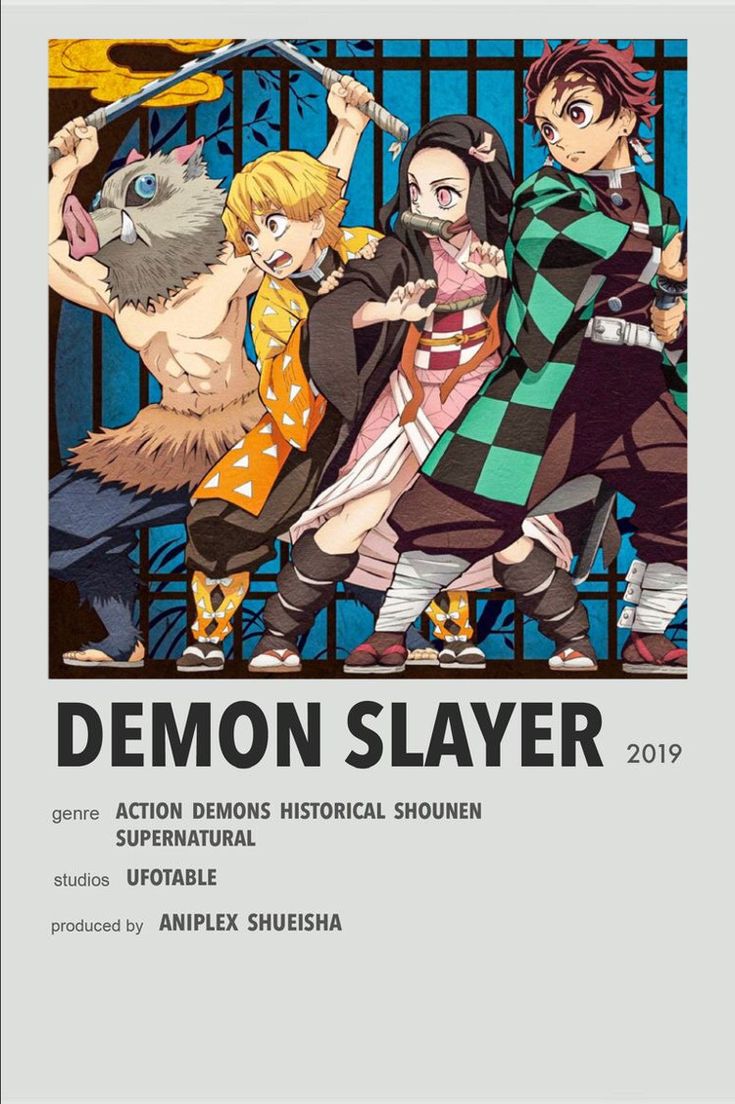 DEMON SLAYER 2019
genre ACTION DEMONS HISTORICAL SHOUNEN
SUPERNATURAL
studios UFOTABLE
produced by ANIPLEX SHUEISHA